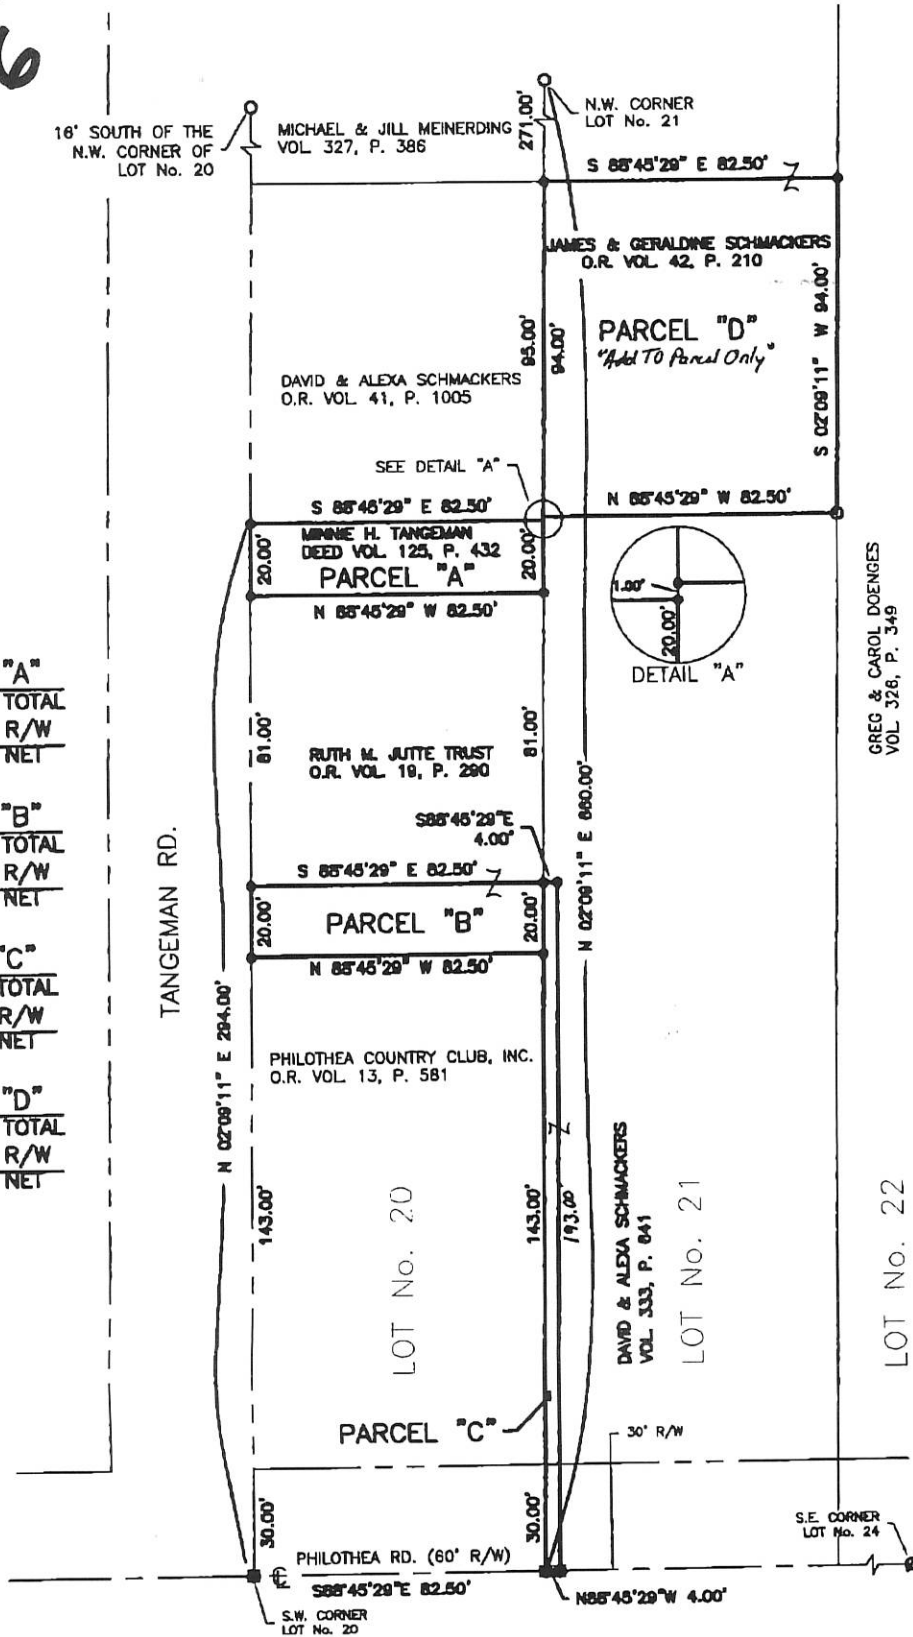 6
16' SOUTH OF THE
N.W. CORNER OF
LOT No. 20
MICHAEL & JILL MEINERDING
VOL 327, P. 386
271.00'
N.W. CORNER
LOT No. 21
S 88°45'29" E 82.50'
JAMES & GERALDINE SCHMACKERS
O.R. VOL 42, P. 210
PARCEL "D"
"Add To Parcel Only"
95.00'
94.00'
S 02°09'11" W 94.00'
DAVID & ALEXA SCHMACKERS
O.R. VOL 41, P. 1005
SEE DETAIL "A"
S 88°45'29" E 82.50'
N 88°45'29" W 82.50'
MINNIE H. TANGEMAN
DEED VOL 125, P. 432
PARCEL "A"
20.00'
20.00'
N 88°45'29" W 82.50'
1.00'
20.00'
DETAIL "A"
GREG & CAROL DOENGES
VOL 328, P. 349
"A"
TOTAL
R/W
NET
"B"
TOTAL
R/W
NET
"C"
TOTAL
R/W
NET
"D"
TOTAL
R/W
NET
TANGEMAN RD.
81.00'
81.00'
RUTH M. JUTTE TRUST
O.R. VOL 19, P. 290
S88°45'29"E
4.00'
N 02°09'11" E 660.00'
S 88°45'29" E 82.50'
20.00'
PARCEL "B"
20.00'
N 88°45'29" W 82.50'
N 02°09'11" E 294.00'
PHILOTHEA COUNTRY CLUB, INC.
O.R. VOL 13, P. 581
143.00'
LOT No. 20
143.00'
193.00'
DAVID & ALEXA SCHMACKERS
VOL 333, P. 841
LOT No. 21
LOT No. 22
PARCEL "C"
30' R/W
30.00'
30.00'
PHILOTHEA RD. (60' R/W)
S88°45'29"E 82.50'
N88°45'29"W 4.00'
S.W. CORNER
LOT No. 20
S.E. CORNER
LOT No. 24